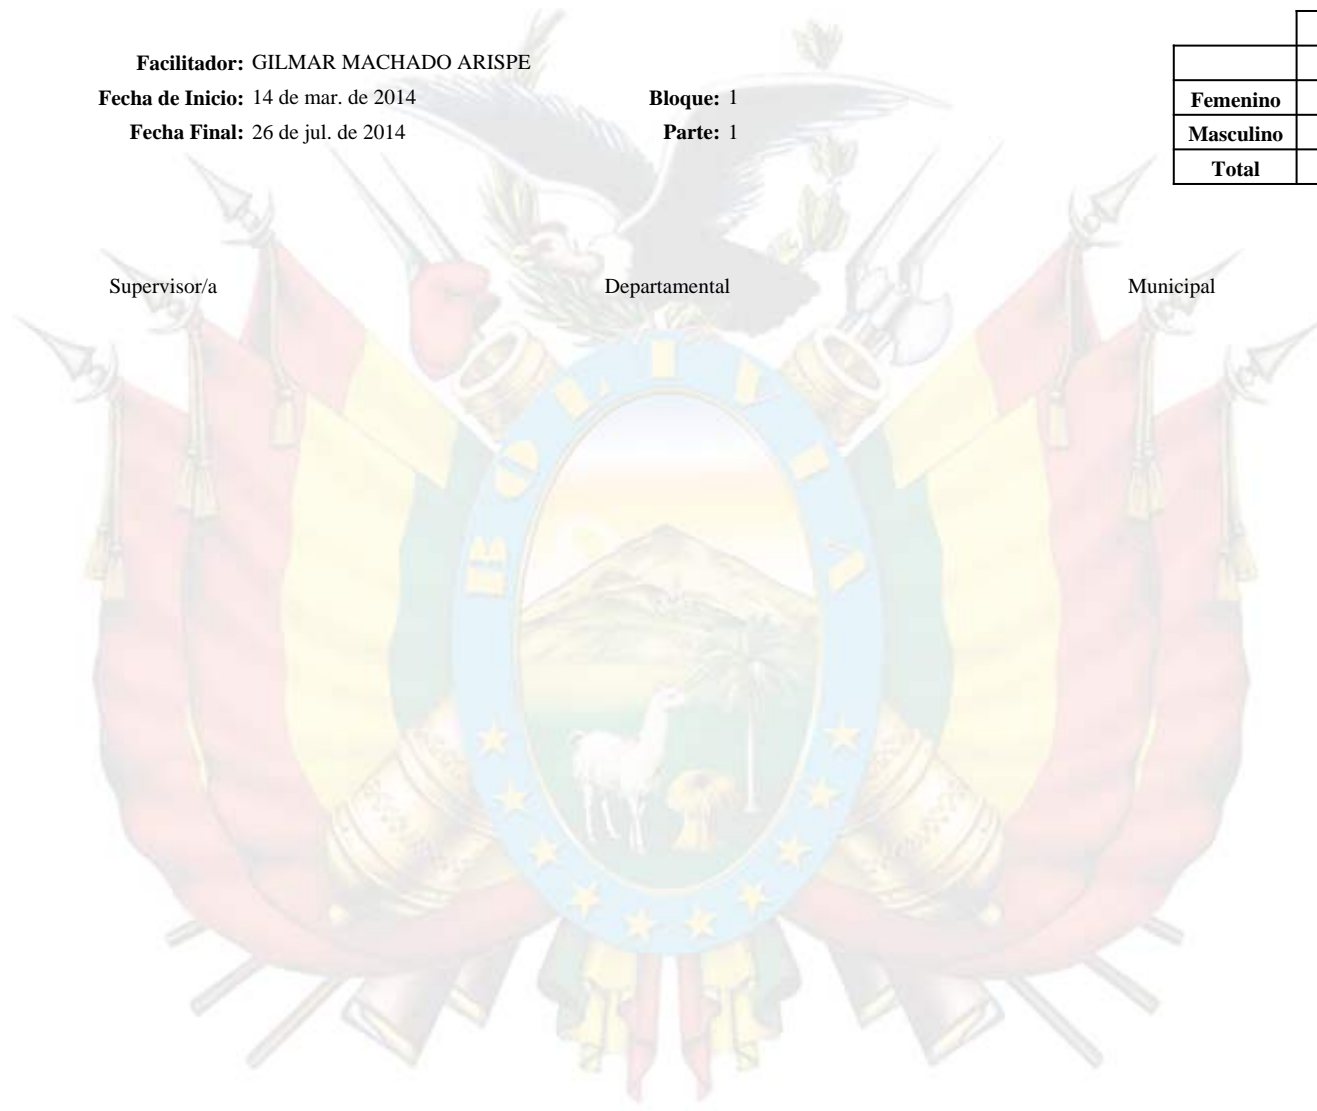 Facilitador: GILMAR MACHADO ARISPE
Fecha de Inicio: 14 de mar. de 2014 Bloque: 1
Fecha Final: 26 de jul. de 2014 Parte: 1
Femenino
Masculino
Total
Supervisor/a Departamental Municipal
BOLIVIA